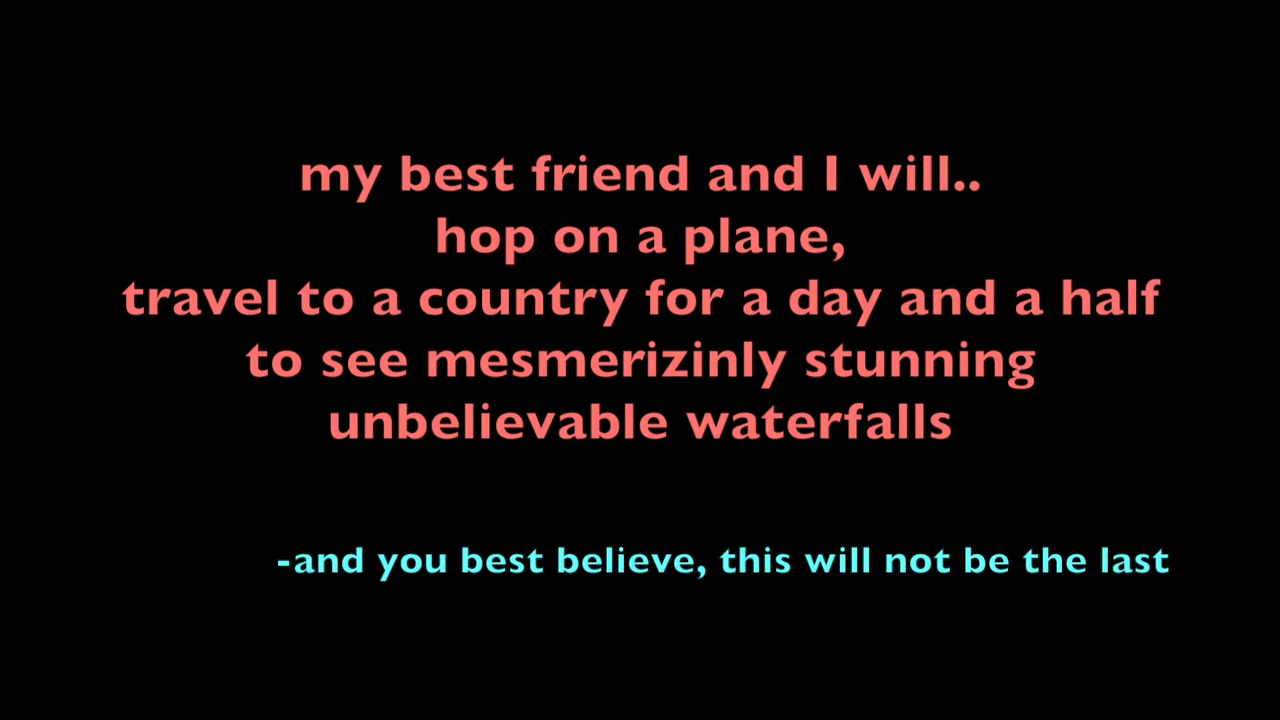 my best friend and I will..
hop on a plane,
travel to a country for a day and a half
to see mesmerizinly stunning
unbelievable waterfalls
-and you best believe, this will not be the last